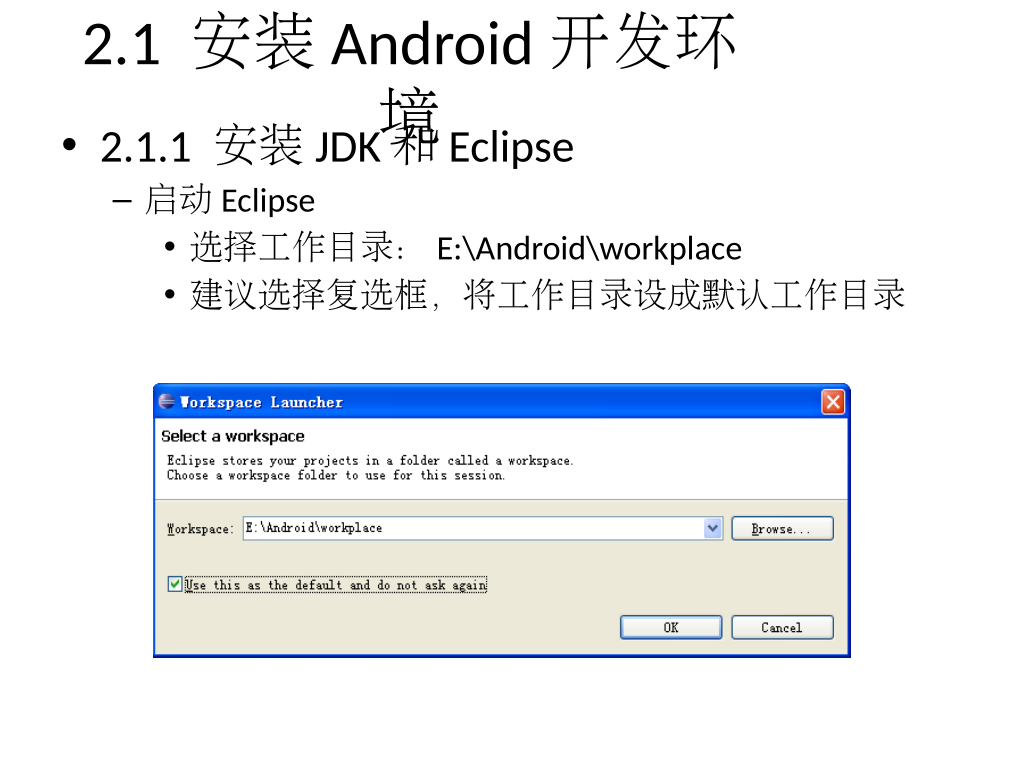 2.1 安装 Android 开发环
境
• 2.1.1 安装 JDK 和 Eclipse
– 启动 Eclipse
• 选择工作目录： E:\Android\workplace
• 建议选择复选框，将工作目录设成默认工作目录
Workspace Launcher
Select a workspace
Eclipse stores your projects in a folder called a workspace.
Choose a workspace folder to use for this session.
Workspace: E:\Android\workplace Browse...
Use this as the default and do not ask again
OK Cancel